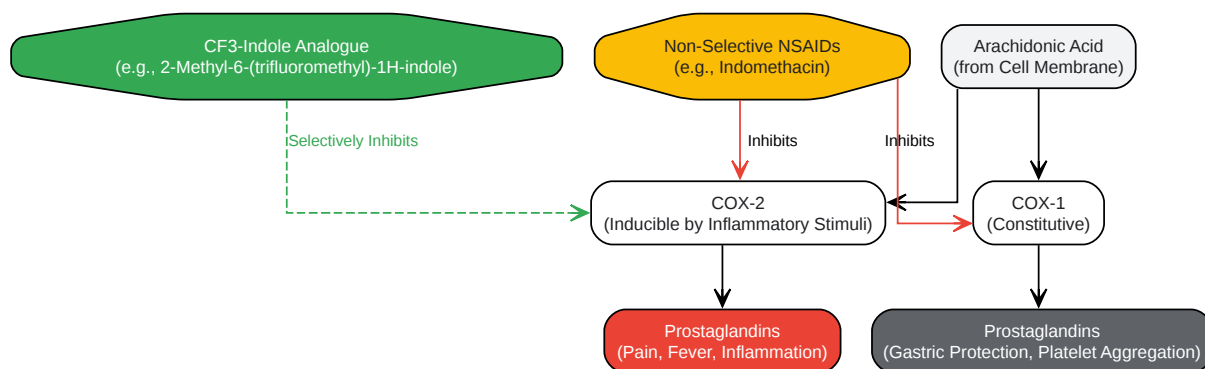 CF3-Indole Analogue
(e.g., 2-Methyl-6-(trifluoromethyl)-1H-indole)
Non-Selective NSAIDs
(e.g., Indomethacin)
Arachidonic Acid
(from Cell Membrane)
Selectively Inhibits
Inhibits
Inhibits
COX-2
(Inducible by Inflammatory Stimuli)
COX-1
(Constitutive)
Prostaglandins
(Pain, Fever, Inflammation)
Prostaglandins
(Gastric Protection, Platelet Aggregation)